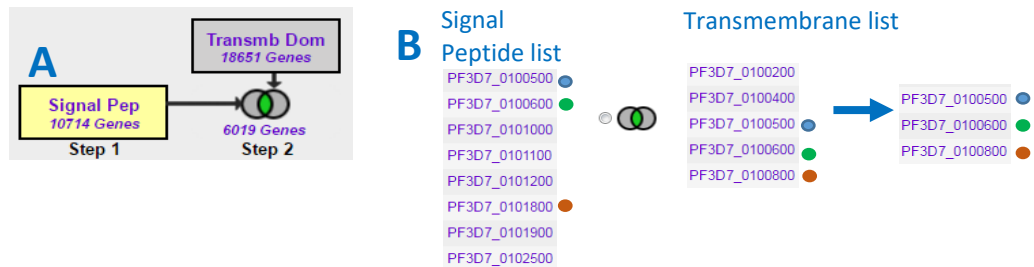 A
Transmb Dom
18651 Genes
Signal Pep
10714 Genes
6019 Genes
Step 1
Step 2
B
Signal
Peptide list
PF3D7_0100500
PF3D7_0100600
PF3D7_0101000
PF3D7_0101100
PF3D7_0101200
PF3D7_0101800
PF3D7_0101900
PF3D7_0102500
Transmembrane list
PF3D7_0100200
PF3D7_0100400
PF3D7_0100500
PF3D7_0100600
PF3D7_0100800
PF3D7_0100500
PF3D7_0100600
PF3D7_0100800